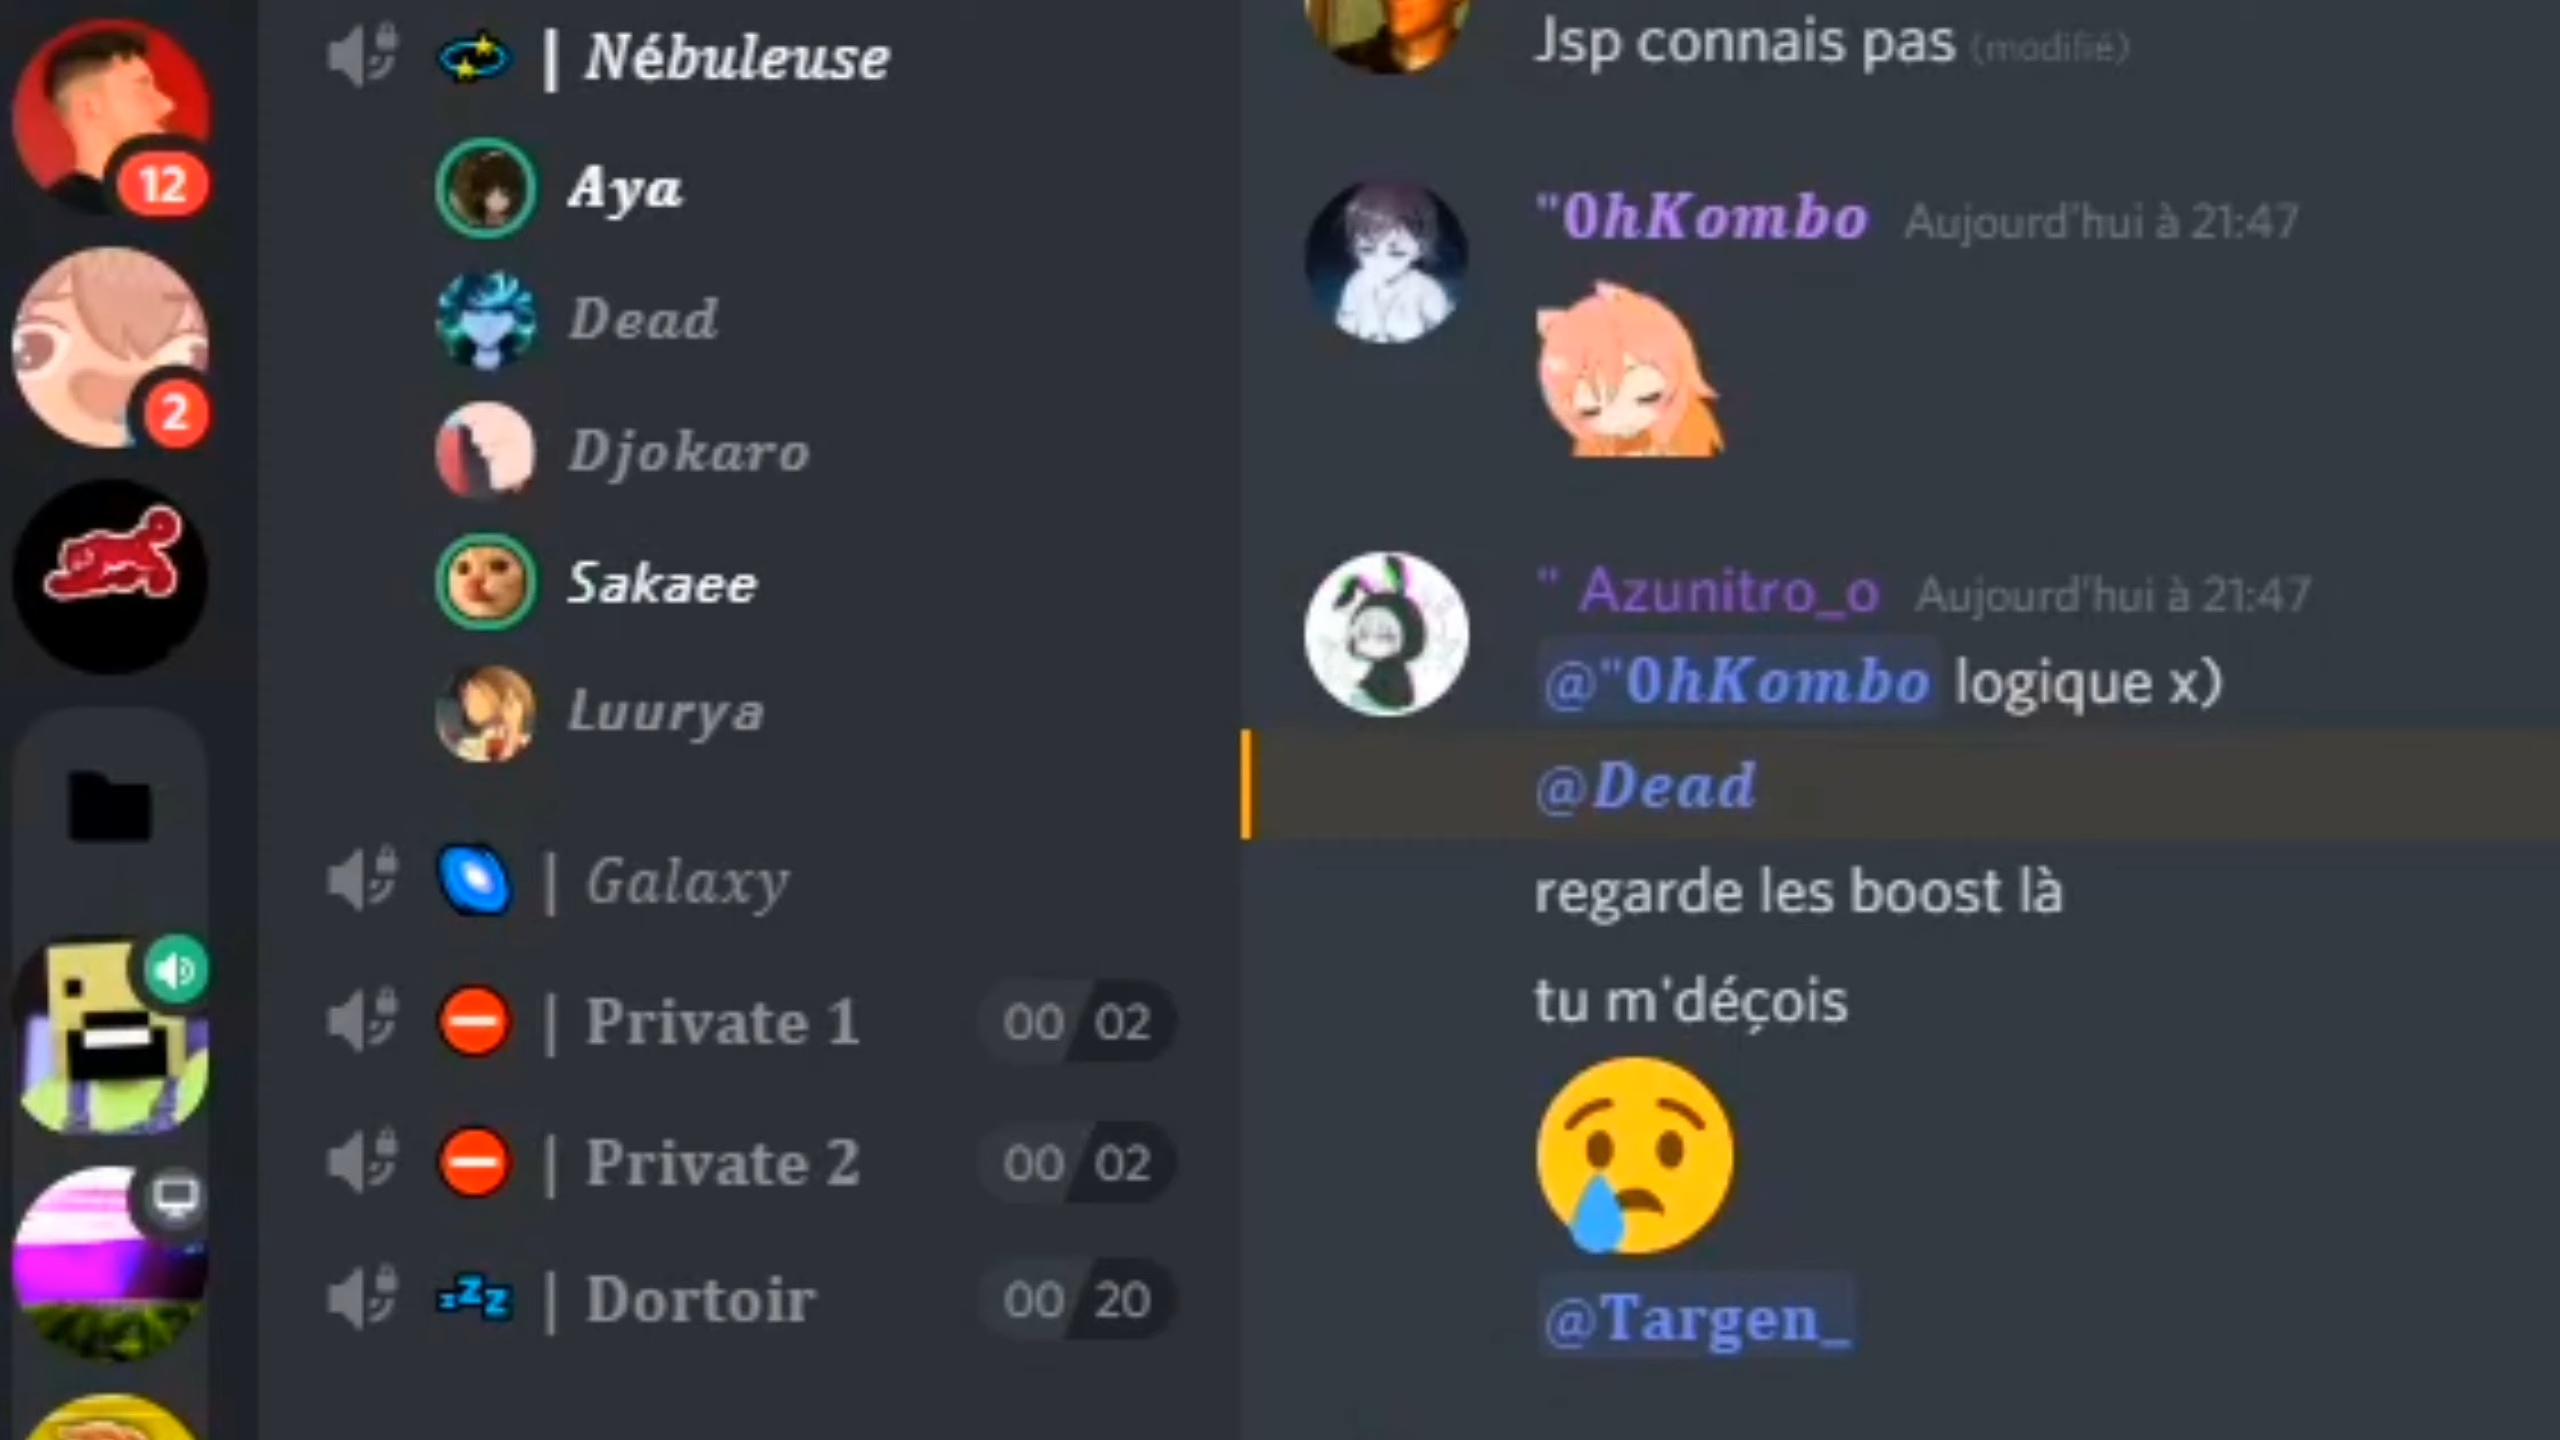 12
2
| Nébuleuse
Aya
Dead
Djokaro
Sakaee
Luurya
| Galaxy
| Private 1 00 02
| Private 2 00 02
zzz | Dortoir 00 20
Jsp connais pas (modifié)
"0hKombo Aujourd'hui à 21:47
" Azunitro_o Aujourd'hui à 21:47
@"0hKombo logique x)
@Dead
regarde les boost là
tu m'déçois
@Targen_